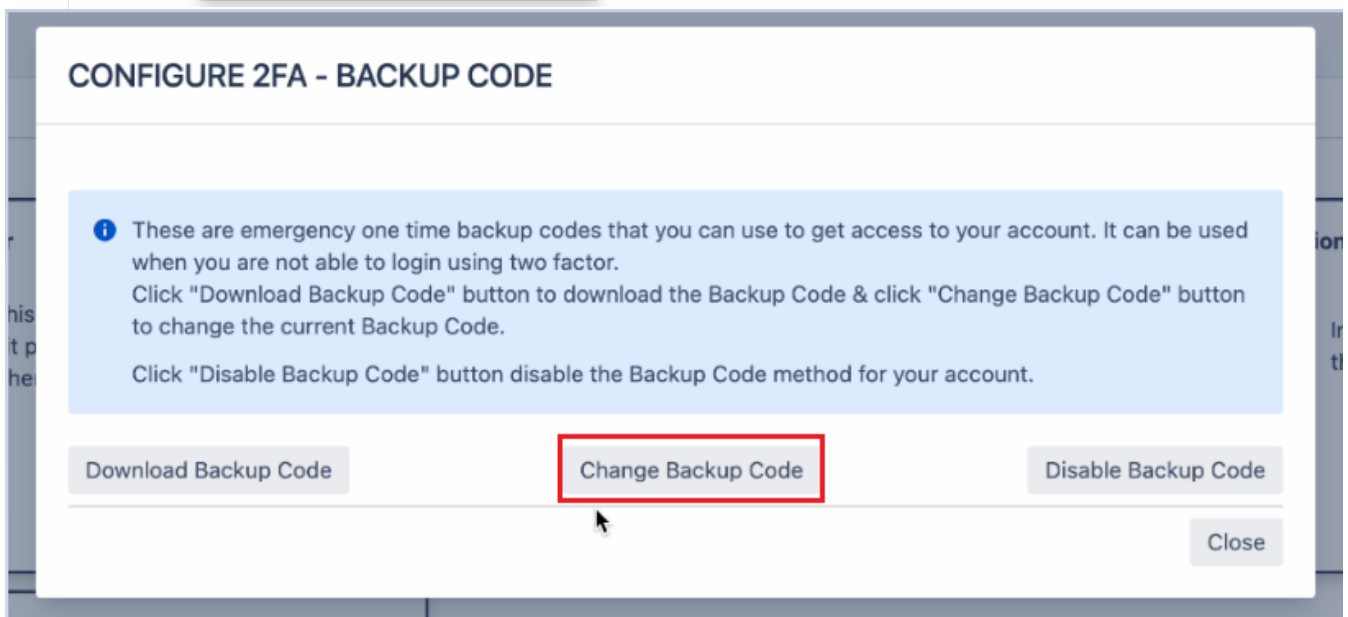 CONFIGURE 2FA - BACKUP CODE
These are emergency one time backup codes that you can use to get access to your account. It can be used
when you are not able to login using two factor.
Click "Download Backup Code" button to download the Backup Code & click "Change Backup Code" button
to change the current Backup Code.
Click "Disable Backup Code" button disable the Backup Code method for your account.
Download Backup Code
Change Backup Code
Disable Backup Code
Close